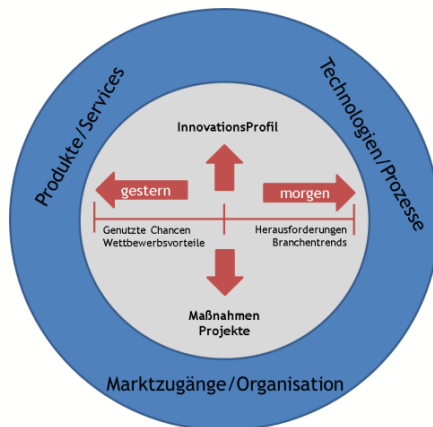 Produkte/Services
Technologien/Prozesse
InnovationsProfil
gestern
morgen
Genutzte Chancen
Wettbewerbsvorteile
Herausforderungen
Branchentrends
Maßnahmen
Projekte
Marktzugänge/Organisation